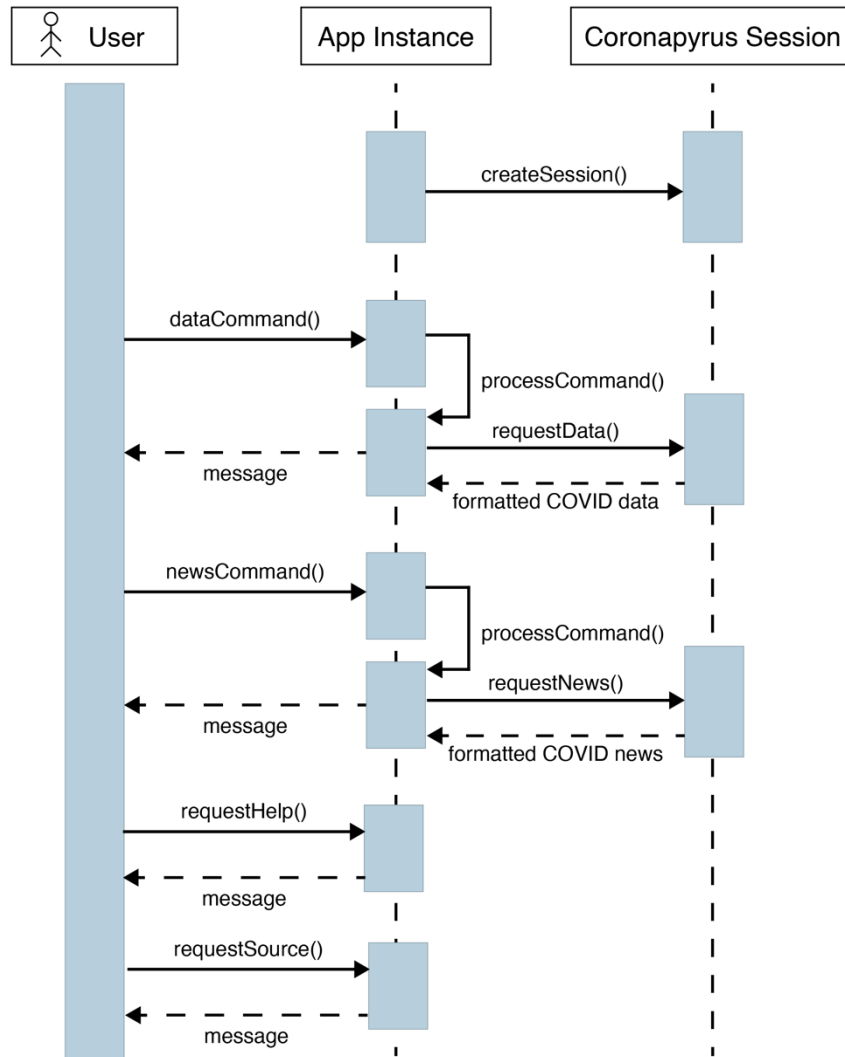 User
App Instance
Coronapyrus Session
createSession()
dataCommand()
processCommand()
requestData()
message
formatted COVID data
newsCommand()
processCommand()
requestNews()
message
formatted COVID news
requestHelp()
message
requestSource()
message